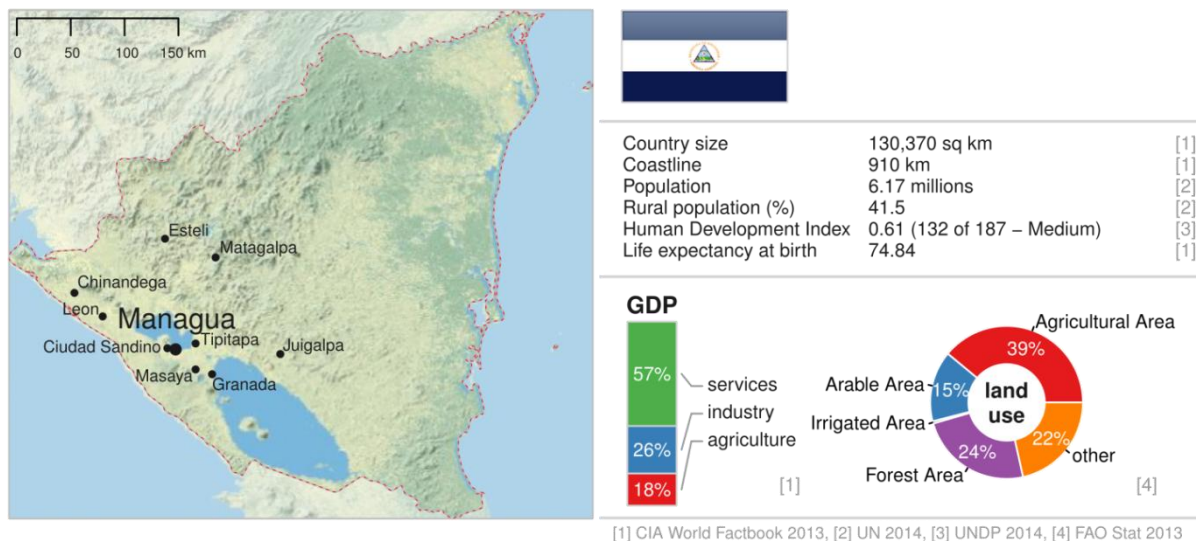 0 50 100 150 km
Esteli
Matagalpa
Chinandega
Leon
Managua
Ciudad Sandino
Tipitapa
Juigalpa
Masaya
Granada
Country size 130,370 sq km [1]
Coastline 910 km [1]
Population 6.17 millions [2]
Rural population (%) 41.5 [2]
Human Development Index 0.61 (132 of 187 – Medium) [3]
Life expectancy at birth 74.84 [1]
GDP
57%
26%
18%
services
industry
agriculture
[1]
Agricultural Area
39%
Arable Area
15%
land
use
Irrigated Area
24%
22%
other
Forest Area
[4]
[1] CIA World Factbook 2013, [2] UN 2014, [3] UNDP 2014, [4] FAO Stat 2013